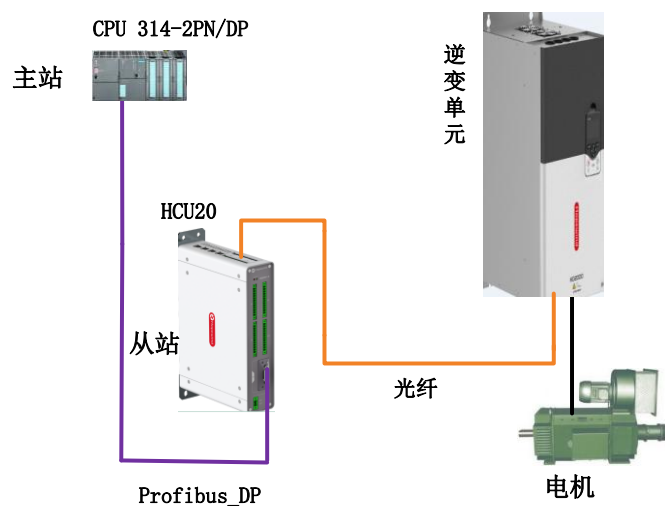 CPU 314-2PN/DP
主站
逆变单元
HCU20
从站
光纤
Profibus_DP
电机